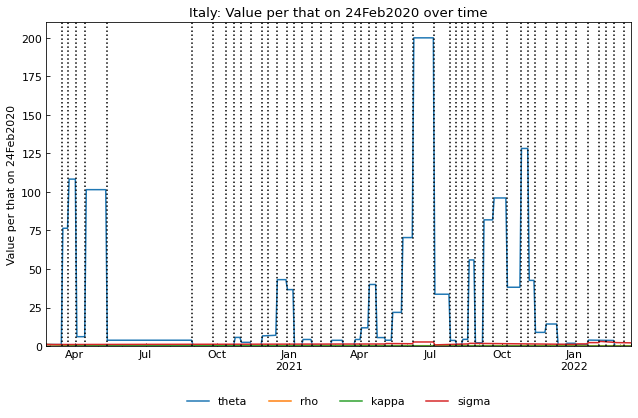 Italy: Value per that on 24Feb2020 over time
Value per that on 24Feb2020
200
175
150
125
100
75
50
25
0
Apr Jul Oct Jan Apr Jul Oct Jan
2021 2022
theta rho kappa sigma